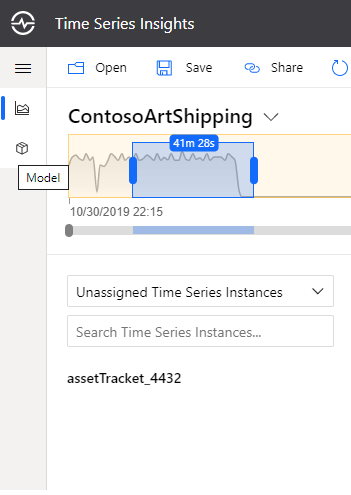 Time Series Insights
Open Save Share
ContosoArtShipping
41m 28s
Model
10/30/2019 22:15
Unassigned Time Series Instances
Search Time Series Instances...
assetTracket_4432